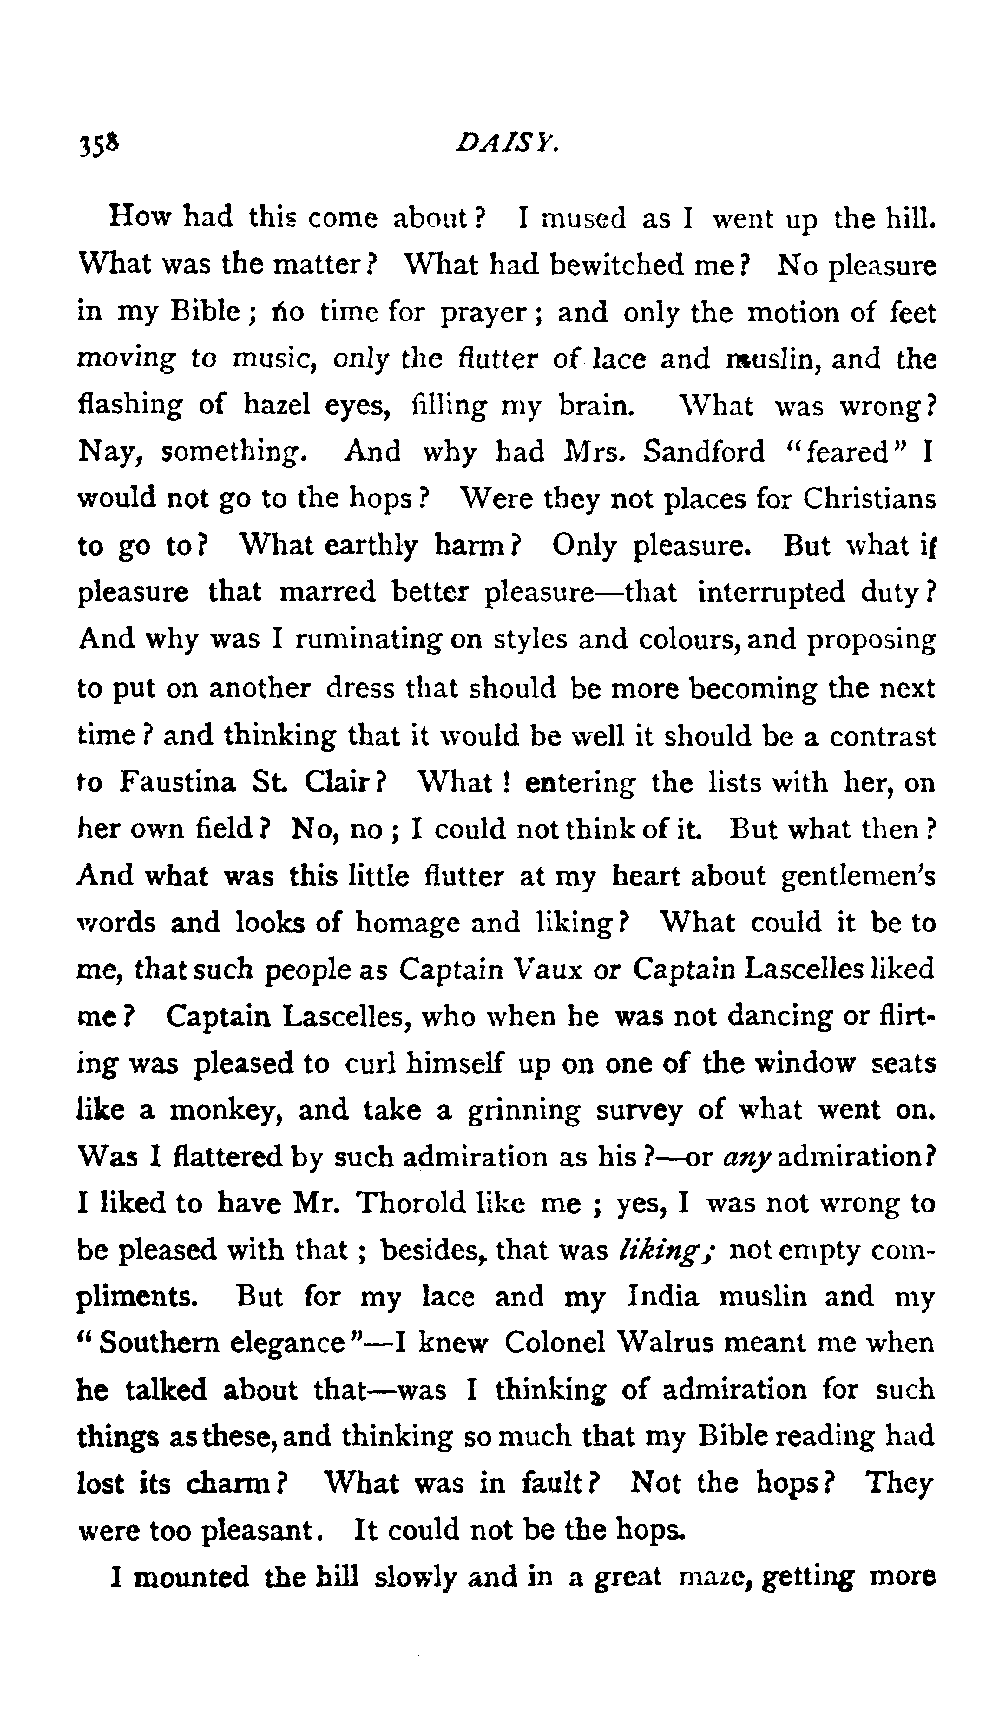 358 DAISY.
How had this come about? I mused as I went up the hill.
What was the matter? What had bewitched me? No pleasure
in my Bible; no time for prayer; and only the motion of feet
moving to music, only the flutter of lace and muslin, and the
flashing of hazel eyes, filling my brain. What was wrong?
Nay, something. And why had Mrs. Sandford "feared" I
would not go to the hops? Were they not places for Christians
to go to? What earthly harm? Only pleasure. But what if
pleasure that marred better pleasure—that interrupted duty?
And why was I ruminating on styles and colours, and proposing
to put on another dress that should be more becoming the next
time? and thinking that it would be well it should be a contrast
to Faustina St. Clair? What! entering the lists with her, on
her own field? No, no; I could not think of it. But what then?
And what was this little flutter at my heart about gentlemen's
words and looks of homage and liking? What could it be to
me, that such people as Captain Vaux or Captain Lascelles liked
me? Captain Lascelles, who when he was not dancing or flirt-
ing was pleased to curl himself up on one of the window seats
like a monkey, and take a grinning survey of what went on.
Was I flattered by such admiration as his?—or any admiration?
I liked to have Mr. Thorold like me; yes, I was not wrong to
be pleased with that; besides, that was liking; not empty com-
pliments. But for my lace and my India muslin and my
"Southern elegance"—I knew Colonel Walrus meant me when
he talked about that—was I thinking of admiration for such
things as these, and thinking so much that my Bible reading had
lost its charm? What was in fault? Not the hops? They
were too pleasant. It could not be the hops.
I mounted the hill slowly and in a great maze, getting more